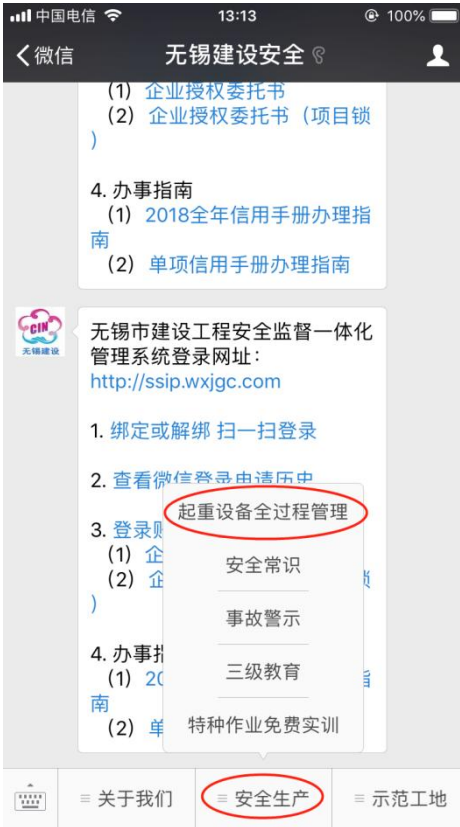 中国电信 13:13 100%
微信 无锡建设安全
(1) 企业授权委托书
(2) 企业授权委托书（项目锁
)
4. 办事指南
(1) 2018全年信用手册办理指
南
(2) 单项信用手册办理指南
CIN
无锡建设
无锡市建设工程安全监督一体化
管理系统登录网址：
http://ssip.wxjgc.com
1. 绑定或解绑 扫一扫登录
2. 查看微信登录申请历史
3. 登录
(1) 企
(2) 企
)
4. 办事
(1) 20
南
(2) 单
起重设备全过程管理
安全常识
事故警示
三级教育
特种作业免费实训
关于我们 安全生产 示范工地